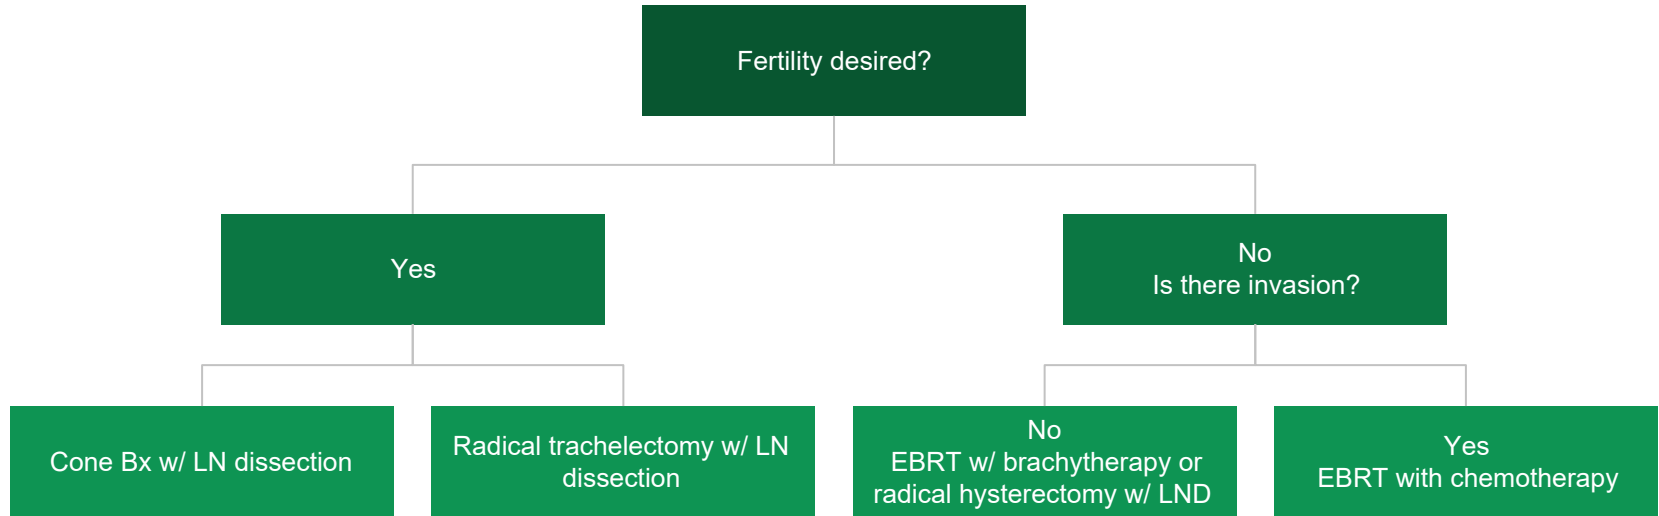 Fertility desired?
Yes
No
Is there invasion?
Cone Bx w/ LN dissection
Radical trachelectomy w/ LN
dissection
No
EBRT w/ brachytherapy or
radical hysterectomy w/ LND
Yes
EBRT with chemotherapy